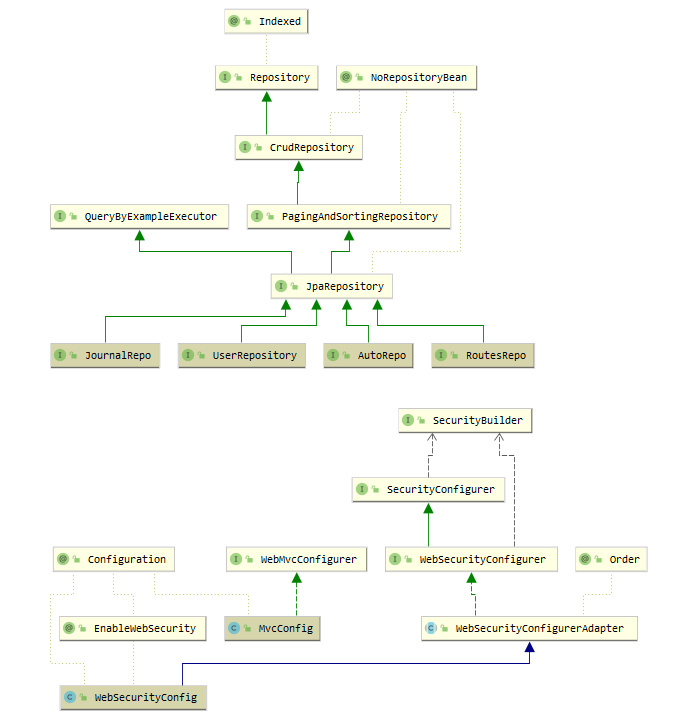 @ Indexed
I Repository
@ NoRepositoryBean
I CrudRepository
I QueryByExampleExecutor
I PagingAndSortingRepository
I JpaRepository
I JournalRepo
I UserRepository
I AutoRepo
I RoutesRepo
I SecurityBuilder
I SecurityConfigurer
@ Configuration
I WebMvcConfigurer
I WebSecurityConfigurer
@ Order
@ EnableWebSecurity
C MvcConfig
C WebSecurityConfigurerAdapter
C WebSecurityConfig